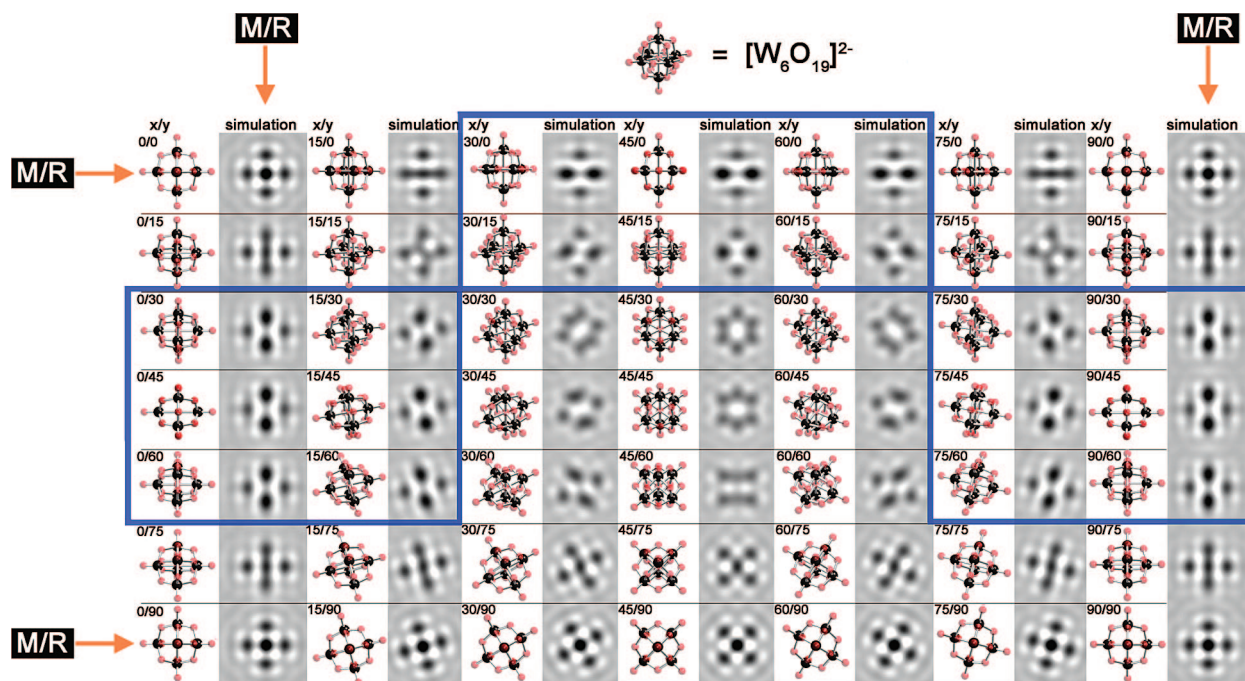 M/R
M/R
= [W₆O₁₉]²⁻
x/y simulation x/y simulation x/y simulation x/y simulation x/y simulation x/y simulation x/y simulation
M/R 0/0 15/0 30/0 45/0 60/0 75/0 90/0
0/15 15/15 30/15 45/15 60/15 75/15 90/15
0/30 15/30 30/30 45/30 60/30 75/30 90/30
0/45 15/45 30/45 45/45 60/45 75/45 90/45
0/60 15/60 30/60 45/60 60/60 75/60 90/60
0/75 15/75 30/75 45/75 60/75 75/75 90/75
M/R 0/90 15/90 30/90 45/90 60/90 75/90 90/90